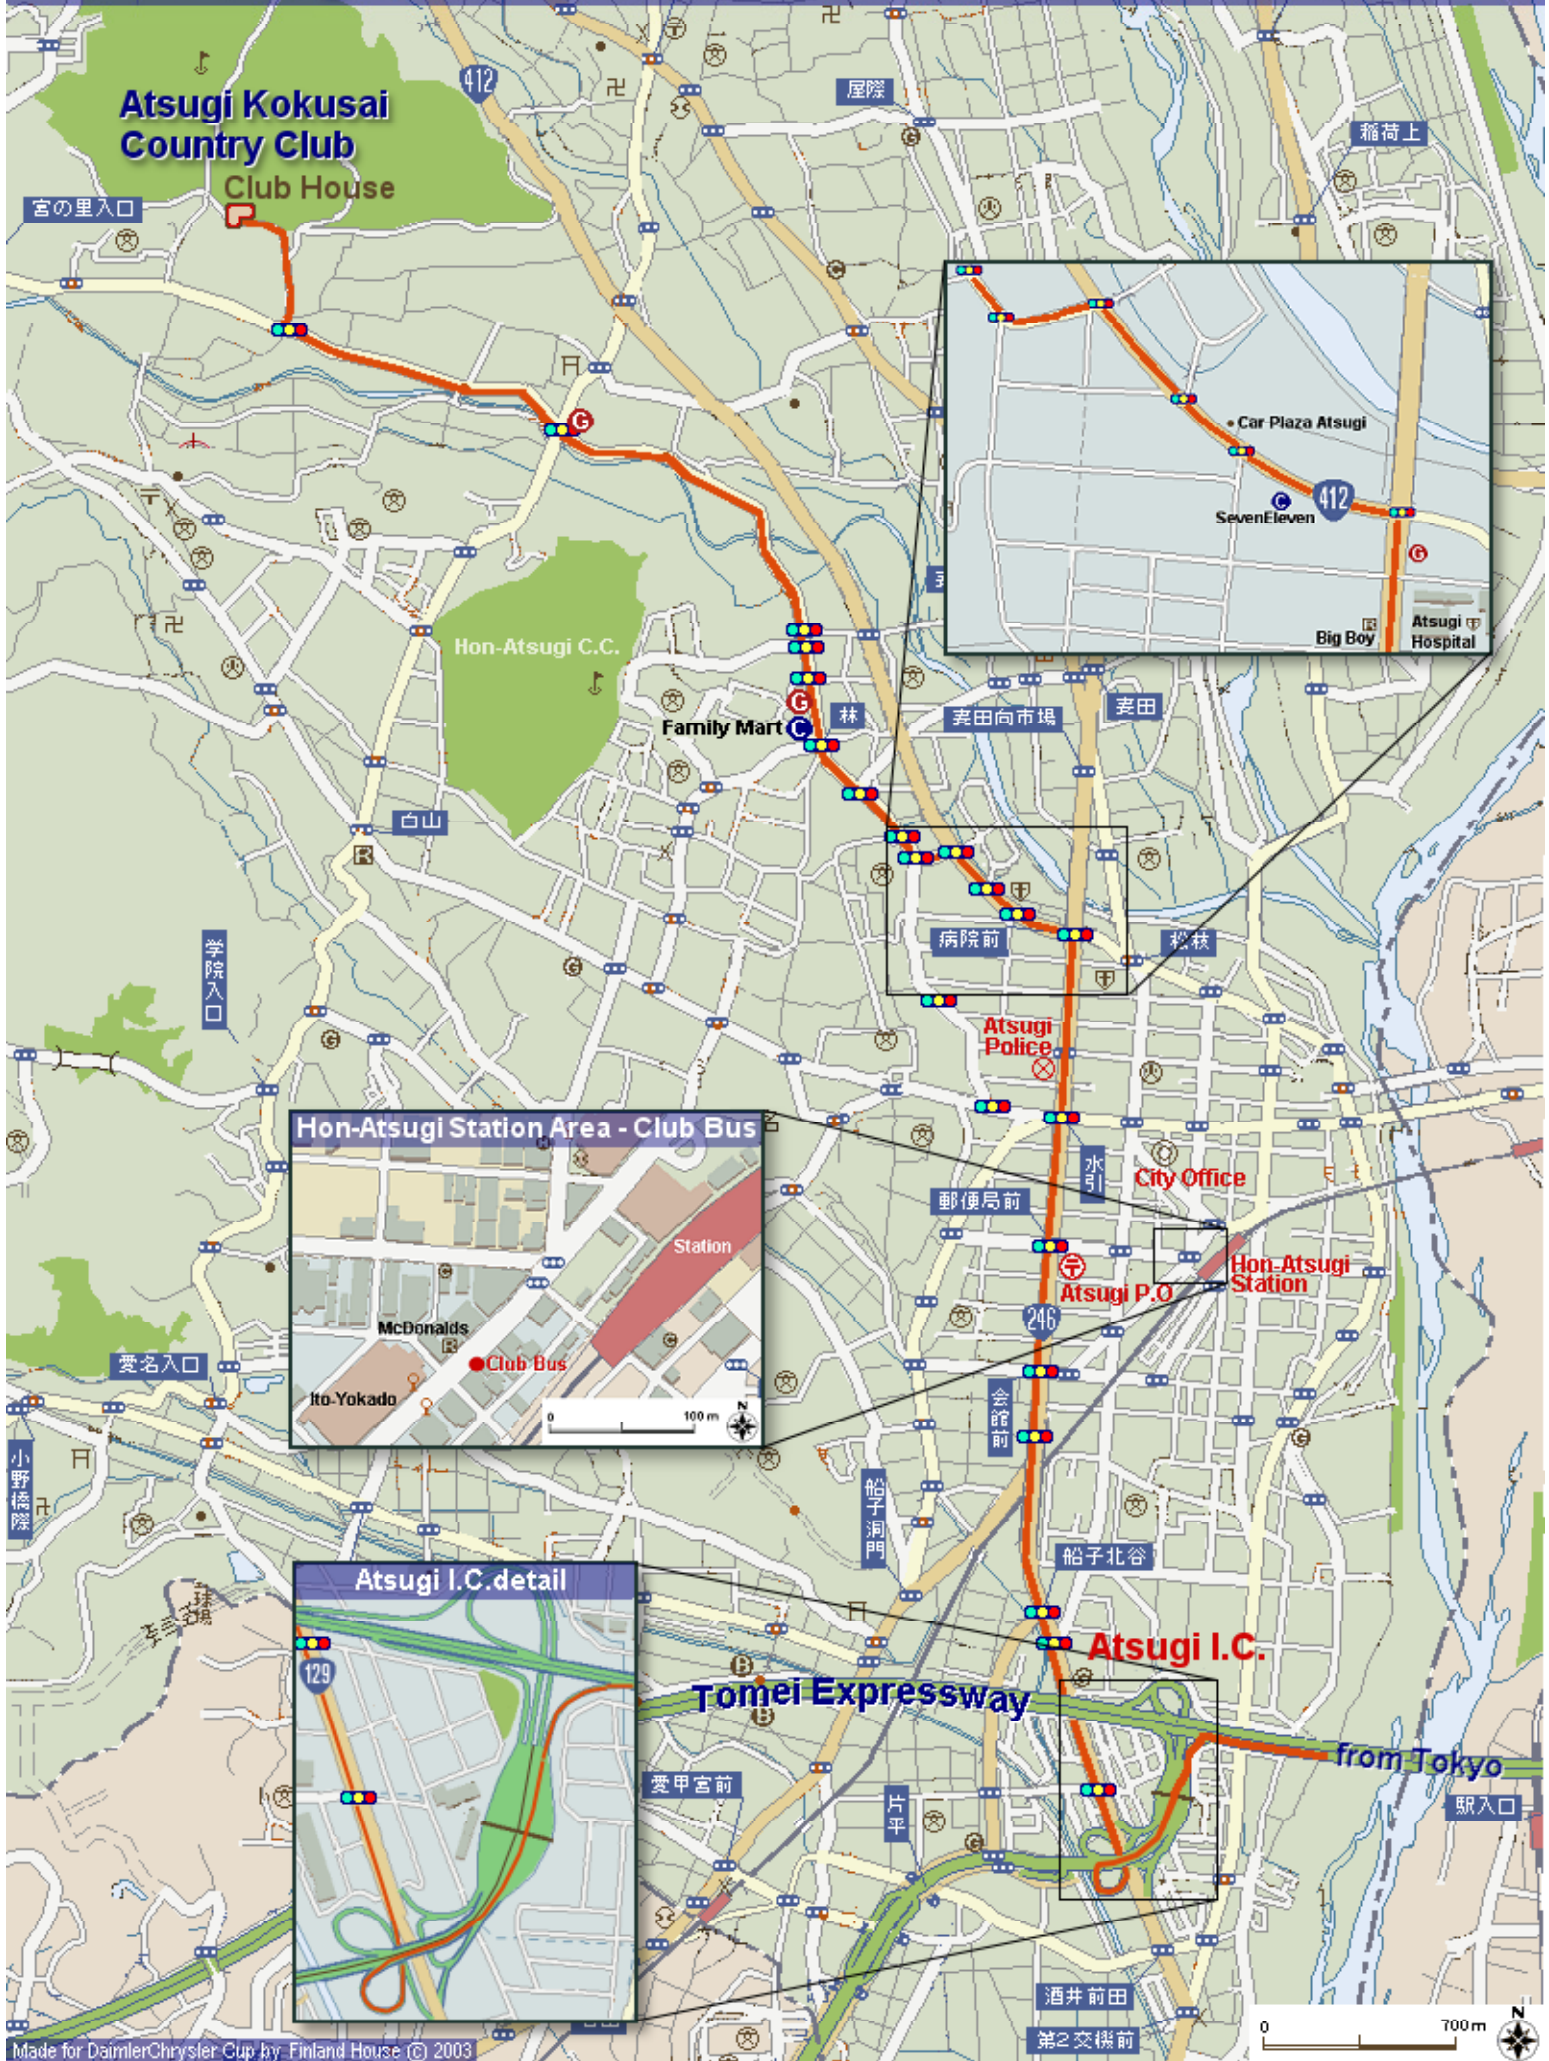 412
屋際
稲荷上
Atsugi Kokusai
Country Club
Club House
宮の里入口
Car Plaza Atsugi
412
SevenEleven
G
Big Boy
Atsugi
Hospital
G
Hon-Atsugi C.C.
G
林
Family Mart
C
妻田向市場
妻田
白山
R
病院前
松枝
学院入口
Atsugi
Police
水引
City Office
郵便局前
Hon-Atsugi
Station
Atsugi P.O
246
Hon-Atsugi Station Area - Club Bus
Station
McDonalds
R
Club Bus
Ito-Yokado
0
100 m
N
愛名入口
会館前
小野橋際
船子洞門
船子北谷
Atsugi I.C.detail
129
Atsugi I.C.
Tomei Expressway
from Tokyo
愛甲宮前
片平
駅入口
酒井前田
第2交機前
0
700 m
N
Made for DaimlerChrysler Cup by Finland House (C) 2003